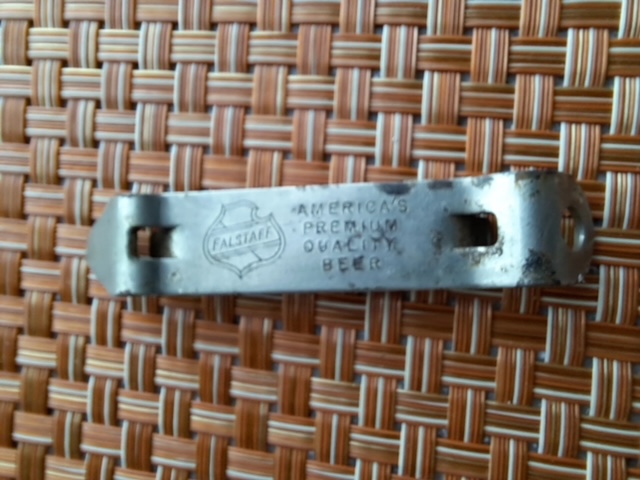 FALSTAFF
AMERICA'S
PREMIUM
QUALITY
BEER